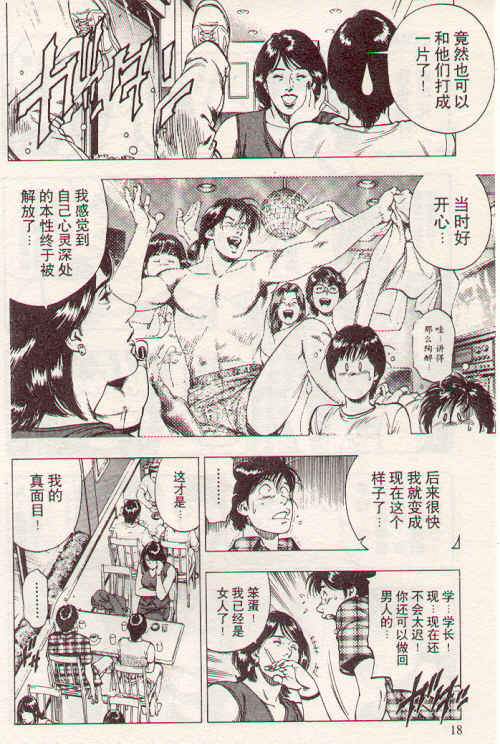 竟然也可以
和他们打成
一片了！
当时好
开心…
我感觉到
自己心灵深处
的本性终于被
解放了…
哇！讲得
那么绚醉！
后来很快
我就变成
现在这个
样子了…
………
这才是…
我的
真面目！
………
学…学长！
现…现在还
不会太迟！
你还可以做回
男人的…
笨蛋！
我已经是
女人了！
18